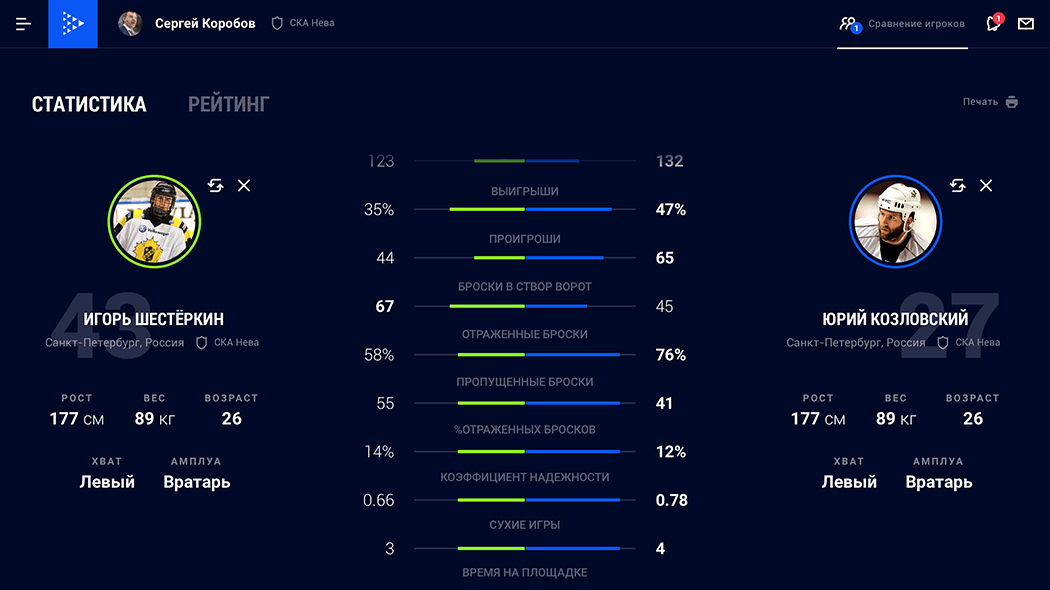 Сергей Коробов СКА Нева 1 Сравнение игроков 1
СТАТИСТИКА РЕЙТИНГ Печать
123 132
ВЫИГРЫШИ
35% 47%
ПРОИГРОШИ
44 65
БРОСКИ В СТВОР ВОРОТ
67 45
ОТРАЖЕННЫЕ БРОСКИ
58% 76%
ПРОПУЩЕННЫЕ БРОСКИ
55 41
%ОТРАЖЕННЫХ БРОСКОВ
14% 12%
КОЭФФИЦИЕНТ НАДЕЖНОСТИ
0.66 0.78
СУХИЕ ИГРЫ
3 4
ВРЕМЯ НА ПЛОЩАДКЕ
43
ИГОРЬ ШЕСТЁРКИН
Санкт-Петербург, Россия СКА Нева
РОСТ ВЕС ВОЗРАСТ
177 СМ 89 КГ 26
ХВАТ АМПЛУА
Левый Вратарь
27
ЮРИЙ КОЗЛОВСКИЙ
Санкт-Петербург, Россия СКА Нева
РОСТ ВЕС ВОЗРАСТ
177 СМ 89 КГ 26
ХВАТ АМПЛУА
Левый Вратарь